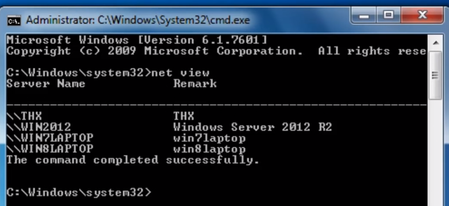 Administrator: C:\Windows\System32\cmd.exe
Microsoft Windows [Version 6.1.7601]
Copyright (c) 2009 Microsoft Corporation. All rights rese
C:\Windows\system32>net view
Server Name Remark
-------------------------------------------------------------------------------
\\THX THX
\\WIN2012 Windows Server 2012 R2
\\WIN7LAPTOP win7laptop
\\WIN8LAPTOP win8laptop
The command completed successfully.
C:\Windows\system32>